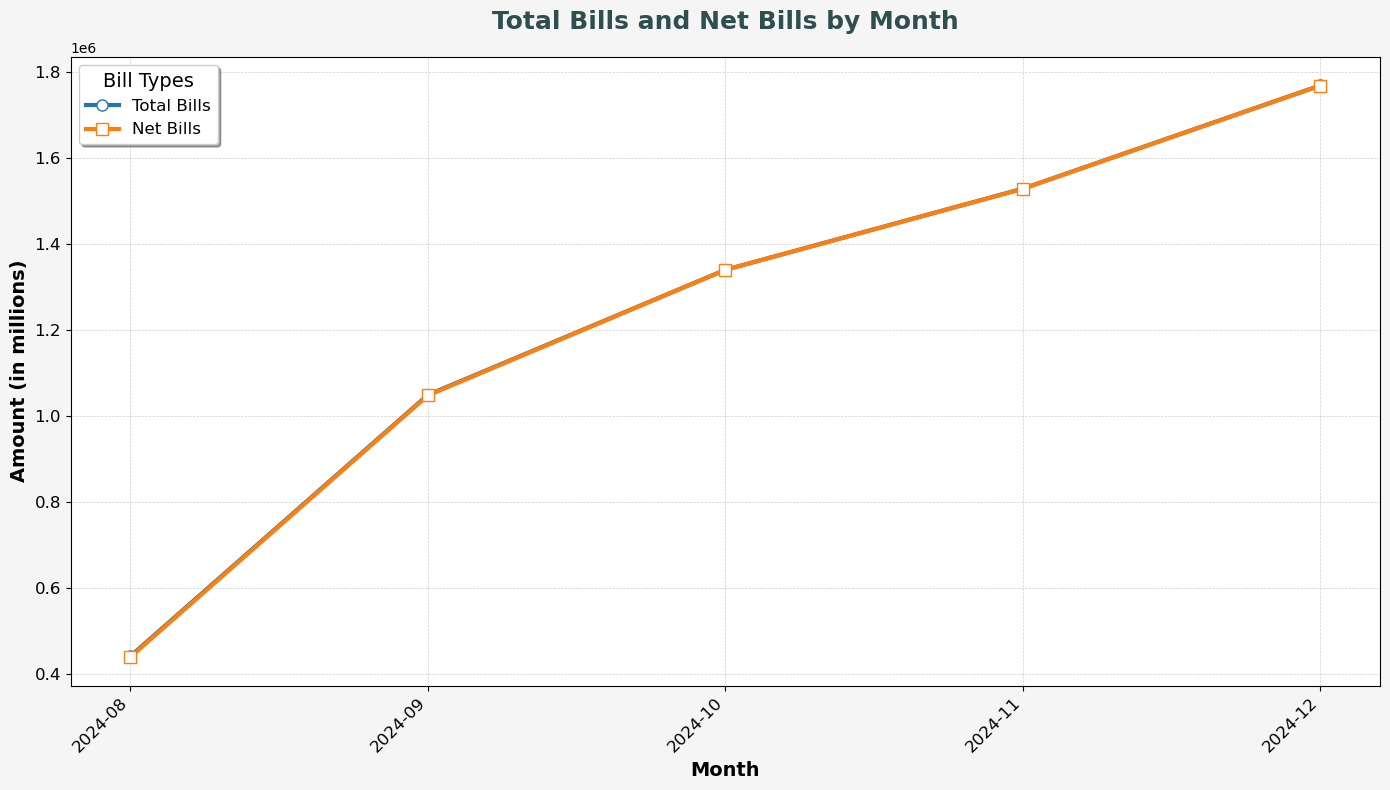 Total Bills and Net Bills by Month
1e6
Bill Types
Total Bills
Net Bills
Amount (in millions)
1.8
1.6
1.4
1.2
1.0
0.8
0.6
0.4
2024-08
2024-09
2024-10
2024-11
2024-12
Month